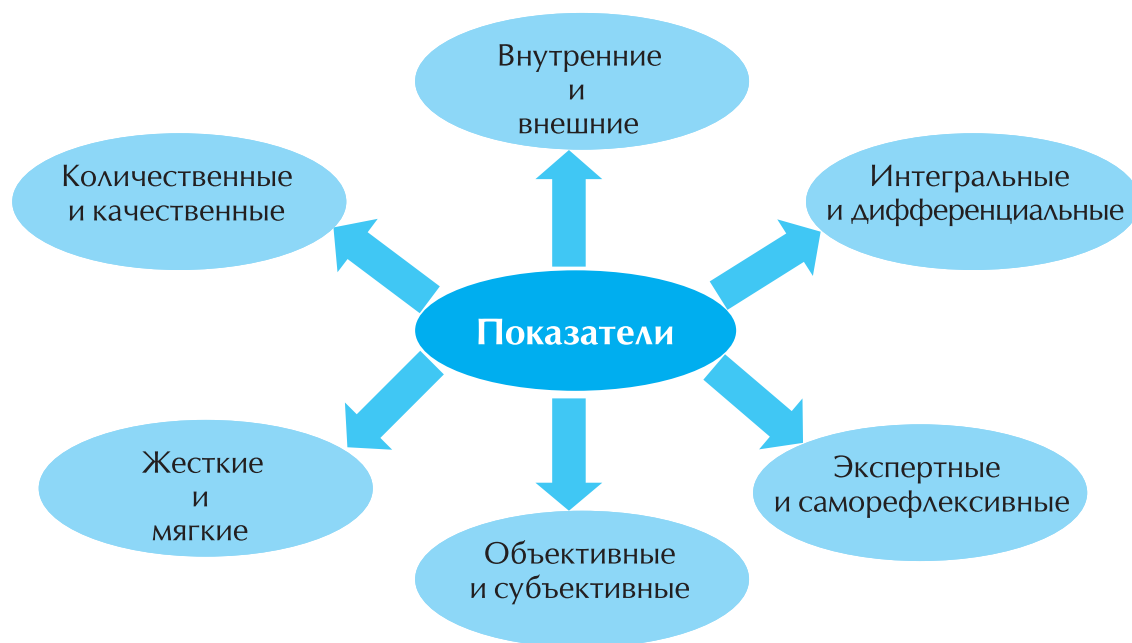 Внутренние
и
внешние
Количественные
и качественные
Интегральные
и дифференциальные
Показатели
Жесткие
и
мягкие
Экспертные
и саморефлексивные
Объективные
и субъективные